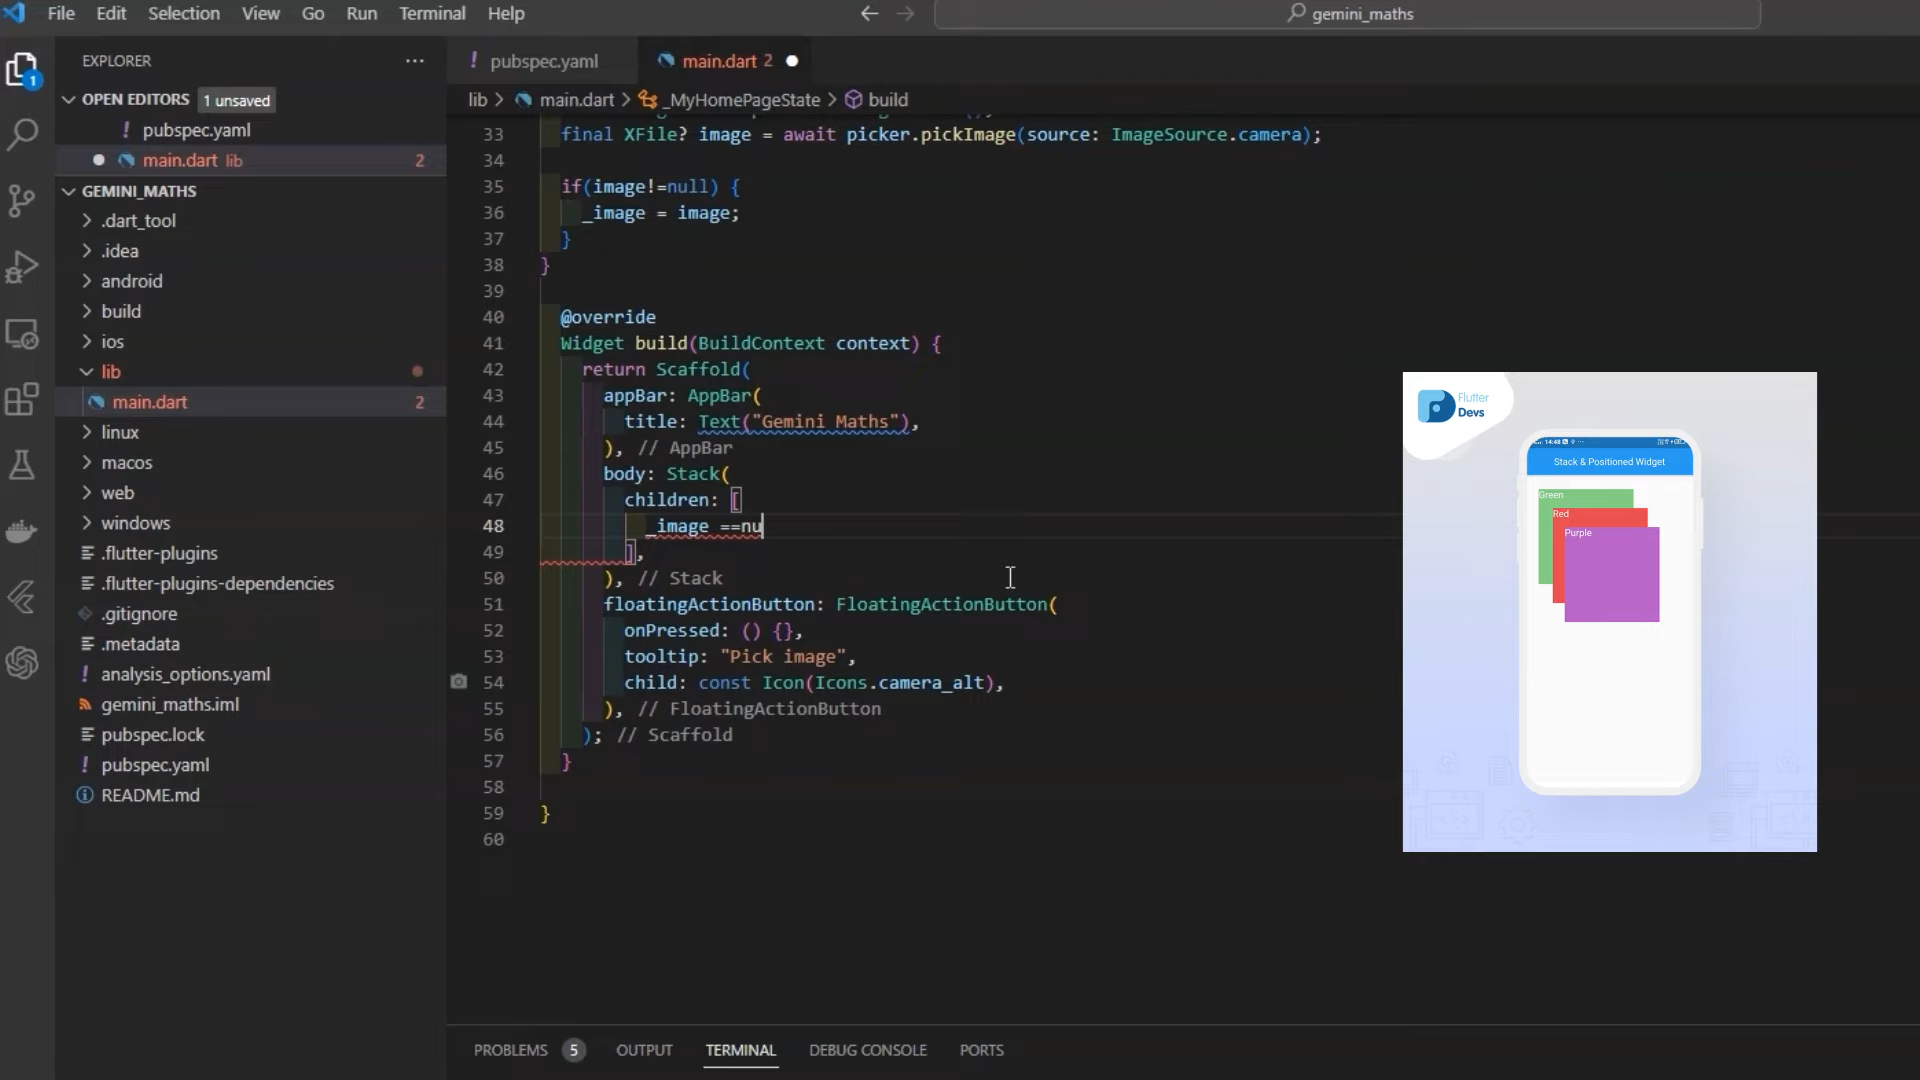 File Edit Selection View Go Run Terminal Help
gemini_maths
EXPLORER
OPEN EDITORS 1 unsaved
! pubspec.yaml
main.dart lib 2
GEMINI_MATHS
.dart_tool
.idea
android
build
ios
lib
main.dart 2
linux
macos
web
windows
.flutter-plugins
.flutter-plugins-dependencies
.gitignore
.metadata
! analysis_options.yaml
gemini_maths.iml
pubspec.lock
! pubspec.yaml
README.md
1
! pubspec.yaml
main.dart 2
lib > main.dart > _MyHomePageState > build
33 final XFile? image = await picker.pickImage(source: ImageSource.camera);
34
35 if(image!=null) {
36 _image = image;
37 }
38 }
39
40 @override
41 Widget build(BuildContext context) {
42 return Scaffold(
43 appBar: AppBar(
44 title: Text("Gemini Maths"),
45 ), // AppBar
46 body: Stack(
47 children: [
48 _image ==nu
49 ],
50 ), // Stack
51 floatingActionButton: FloatingActionButton(
52 onPressed: () {},
53 tooltip: "Pick image",
54 child: const Icon(Icons.camera_alt),
55 ), // FloatingActionButton
56 ); // Scaffold
57 }
58
59 }
60
Flutter
Devs
14:48
Stack & Positioned Widget
Green
Red
Purple
PROBLEMS 5 OUTPUT TERMINAL DEBUG CONSOLE PORTS